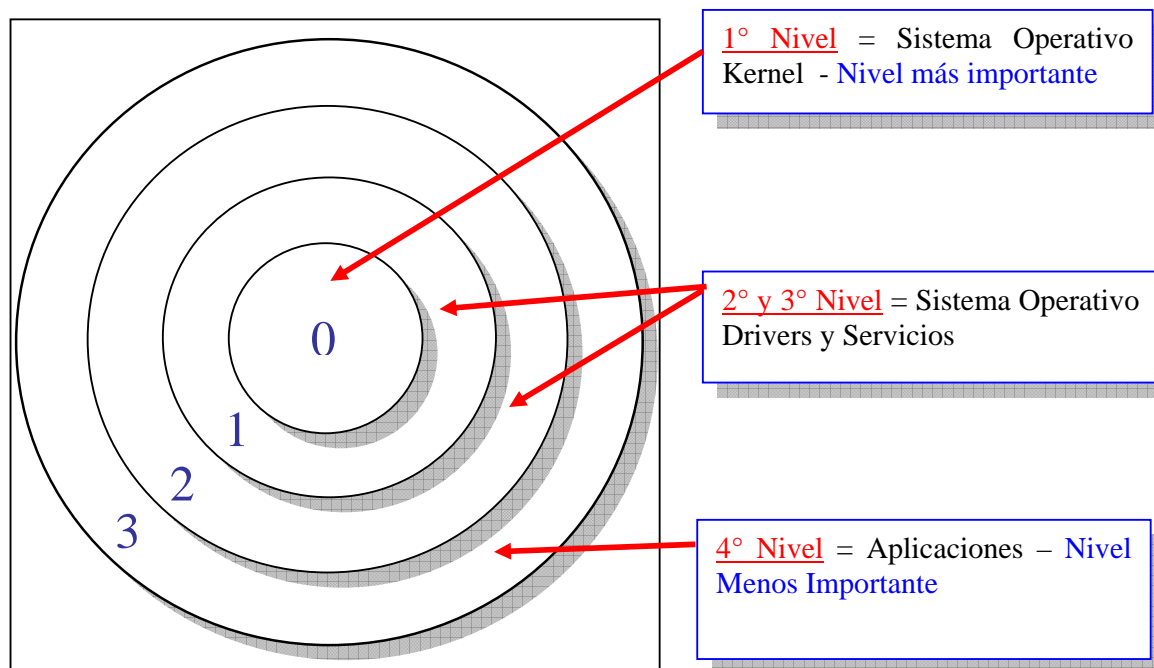 1° Nivel = Sistema Operativo
Kernel - Nivel más importante
0
2° y 3° Nivel = Sistema Operativo
Drivers y Servicios
1
2
3
4° Nivel = Aplicaciones – Nivel
Menos Importante